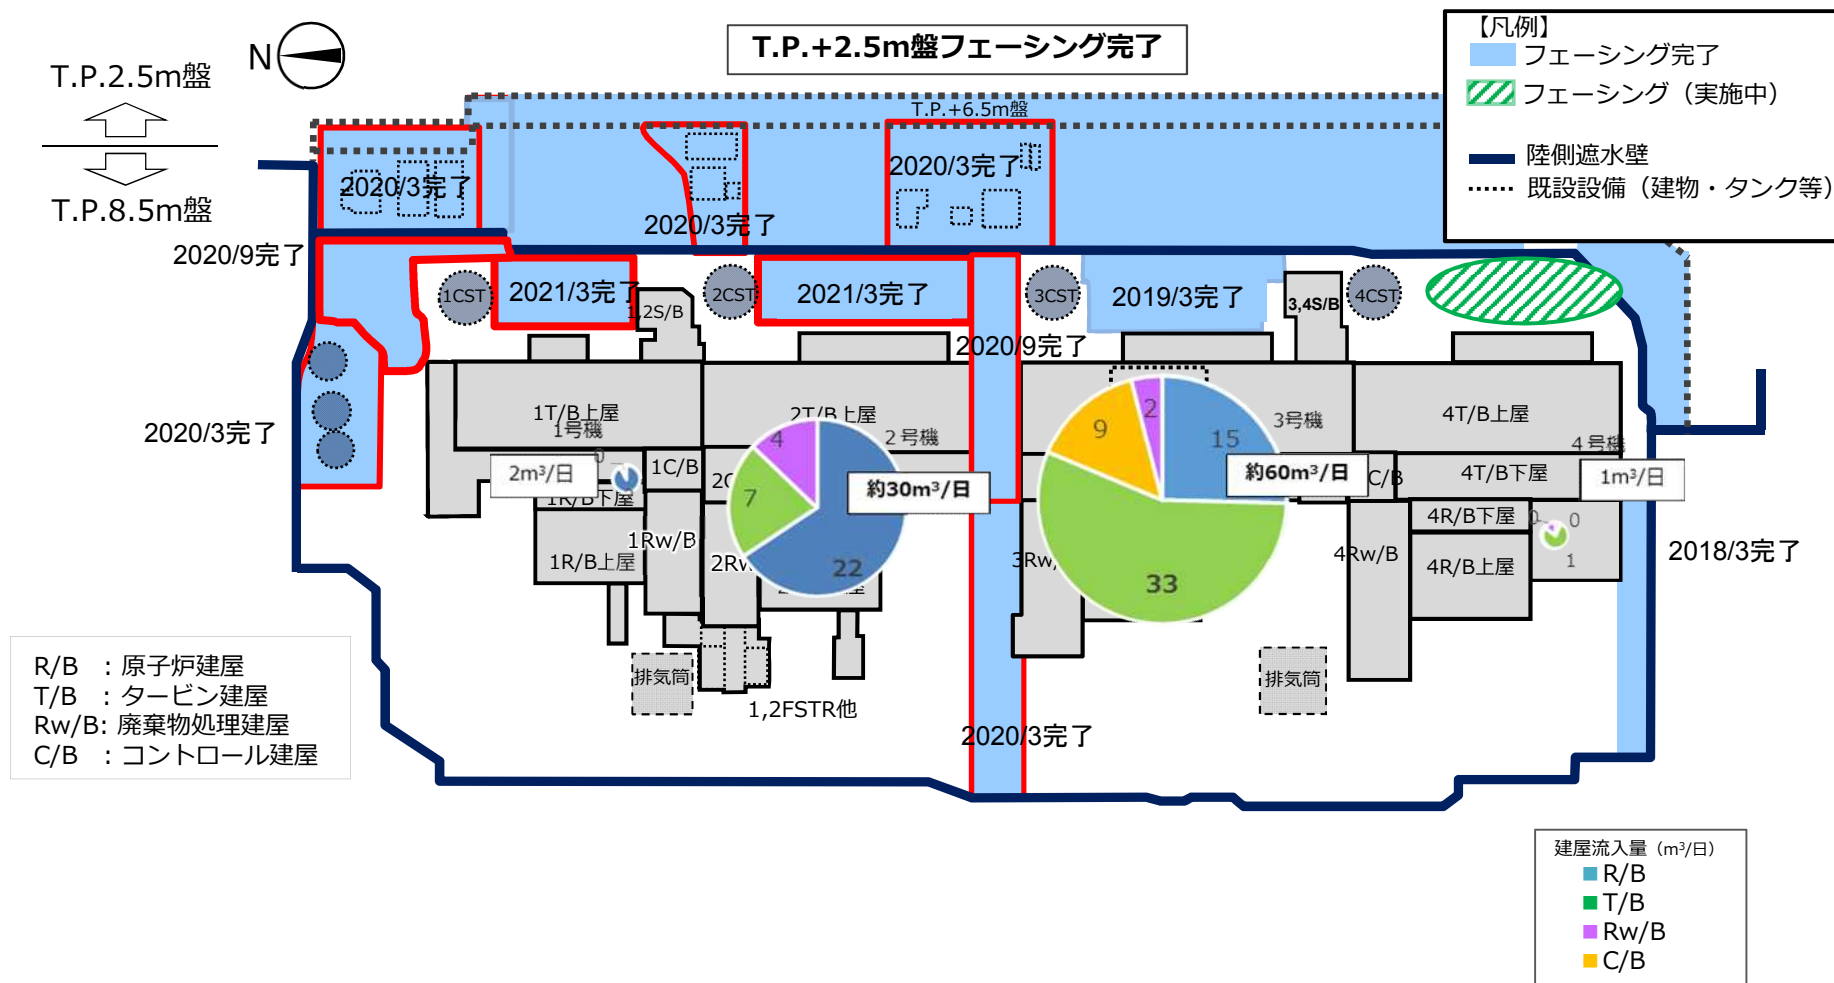 T.P.+2.5m盤フェーシング完了
N
T.P.2.5m盤
T.P.8.5m盤
【凡例】
フェーシング完了
フェーシング（実施中）
陸側遮水壁
既設設備（建物・タンク等）
T.P.+6.5m盤
2020/3完了
2020/3完了
2020/3完了
2020/9完了
1CST
2021/3完了
2CST
2021/3完了
3CST
2019/3完了
4CST
1,2S/B
3,4S/B
2020/9完了
2020/3完了
1T/B上屋
1号機
2T/B上屋
2号機
3号機
4T/B上屋
4号機
2m³/日
0
1C/B
1R/B下屋
1R/B上屋
1Rw/B
4
7
22
約30m³/日
9
2
15
33
約60m³/日
C/B
4T/B下屋
1m³/日
4R/B下屋
0
0
1
4R/B上屋
4Rw/B
2018/3完了
排気筒
排気筒
1,2FSTR他
2020/3完了
R/B ：原子炉建屋
T/B ：タービン建屋
Rw/B：廃棄物処理建屋
C/B ：コントロール建屋
建屋流入量（m³/日）
R/B
T/B
Rw/B
C/B